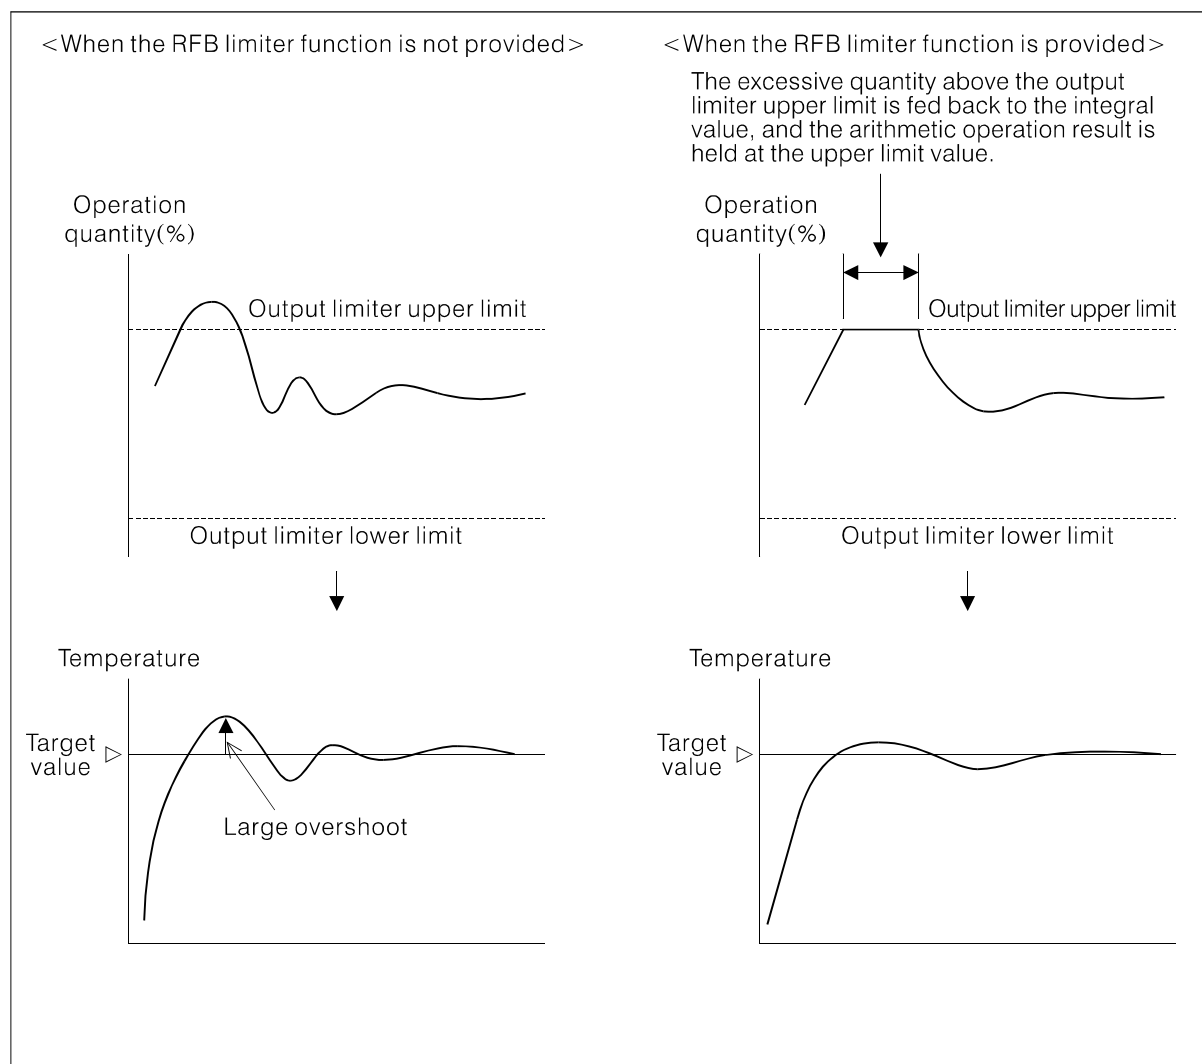 <When the RFB limiter function is not provided>
Operation
quantity(%)
Output limiter upper limit
Output limiter lower limit
Temperature
Target
value
Large overshoot
<When the RFB limiter function is provided>
The excessive quantity above the output
limiter upper limit is fed back to the integral
value, and the arithmetic operation result is
held at the upper limit value.
Operation
quantity(%)
Output limiter upper limit
Output limiter lower limit
Temperature
Target
value